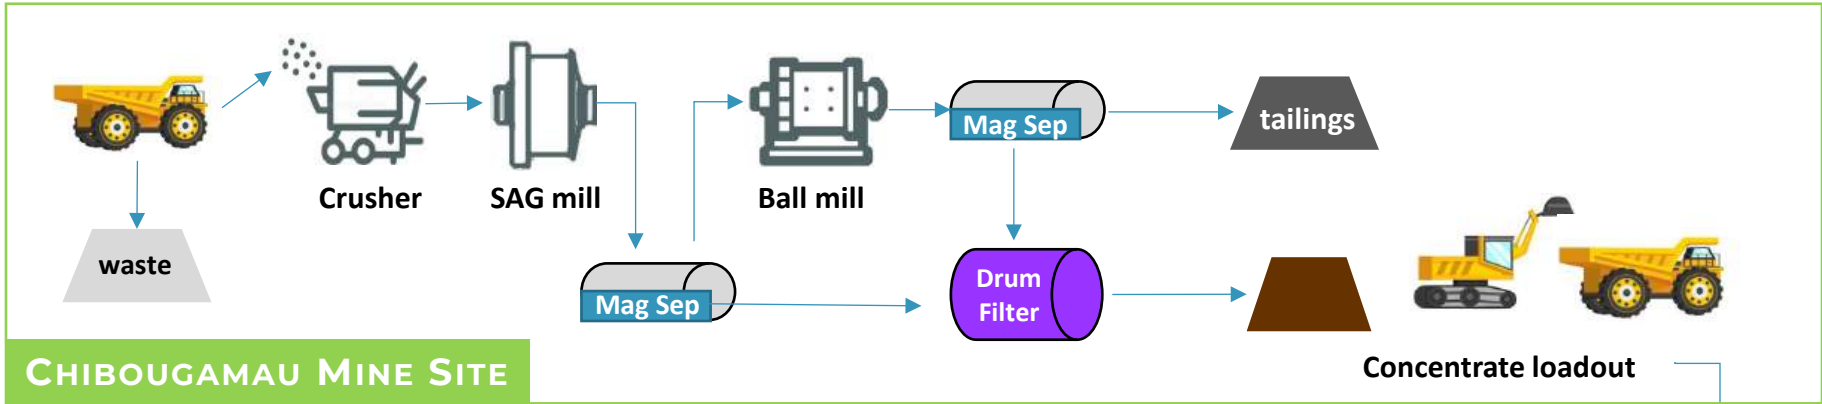 Crusher
SAG mill
Ball mill
Mag Sep
tailings
waste
Mag Sep
Drum
Filter
Concentrate loadout
CHIBOUGAMAU MINE SITE